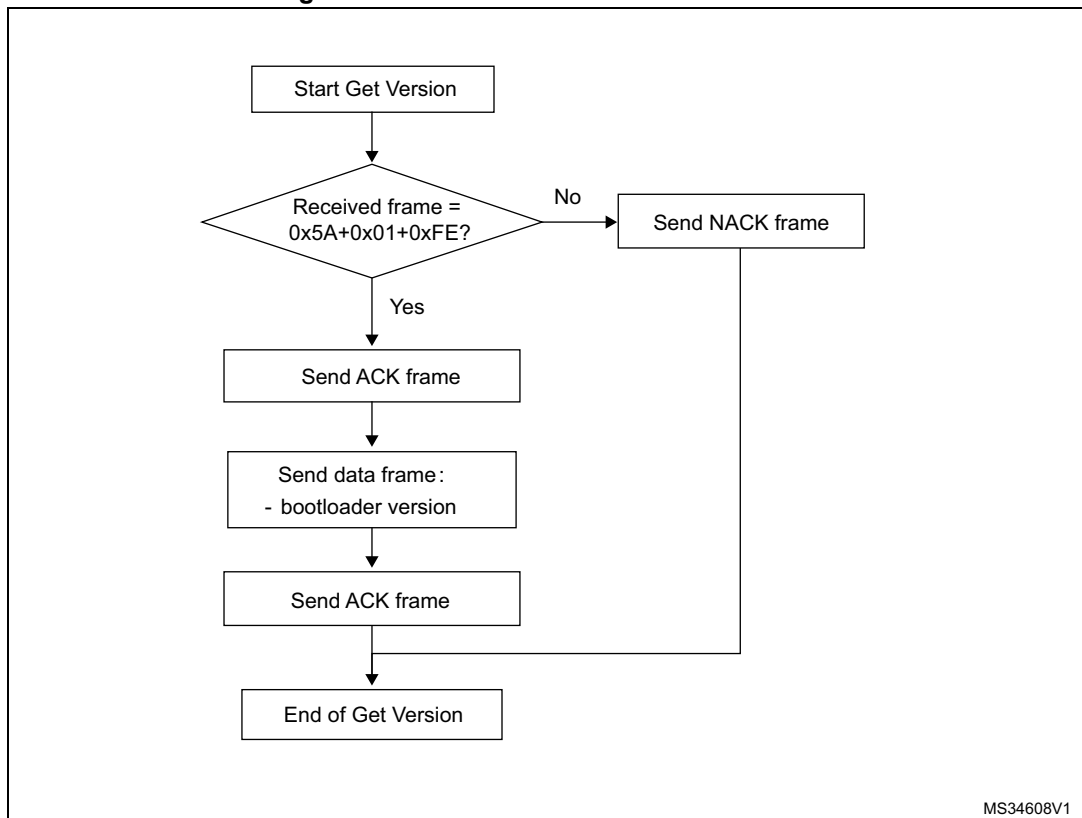 Start Get Version
Received frame =
0x5A+0x01+0xFE?
No
Send NACK frame
Yes
Send ACK frame
Send data frame:
- bootloader version
Send ACK frame
End of Get Version
MS34608V1